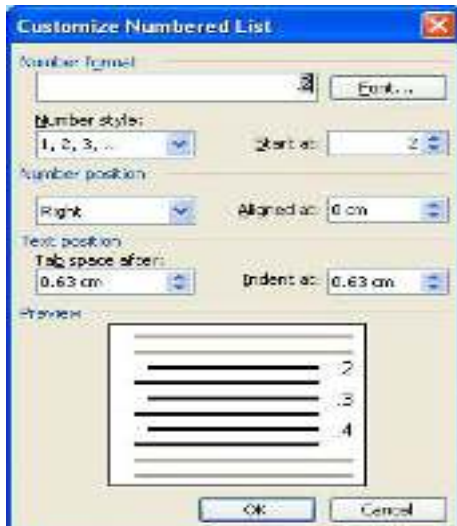 Customize Numbered List
Number format
.2 Font...
Number style:
1, 2, 3, ... Start at: 2
Number position
Right Aligned at: 0 cm
Text position
Tab space after:
0.63 cm Indent at: 0.63 cm
Preview
.2
.3
.4
OK Cancel